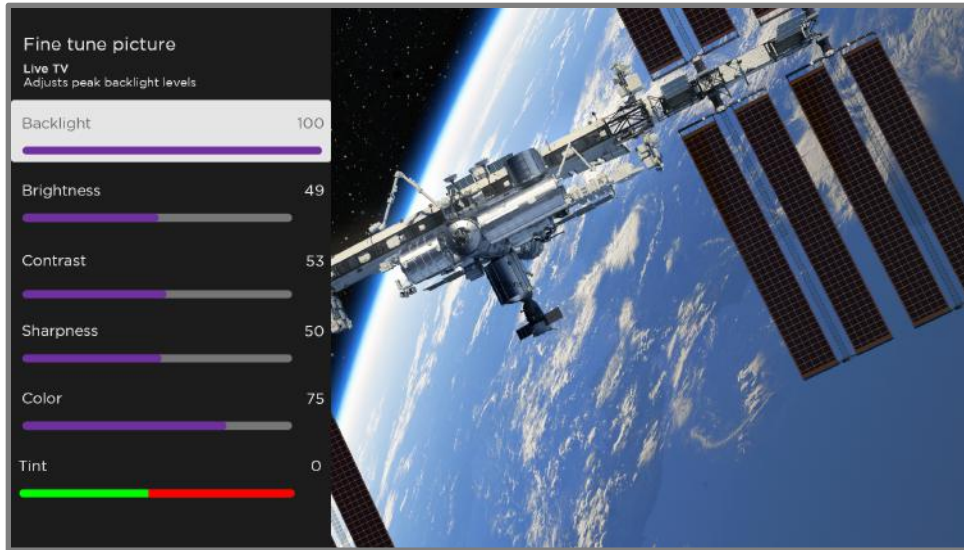 Fine tune picture
Live TV
Adjusts peak backlight levels
Backlight 100
Brightness 49
Contrast 53
Sharpness 50
Color 75
Tint 0